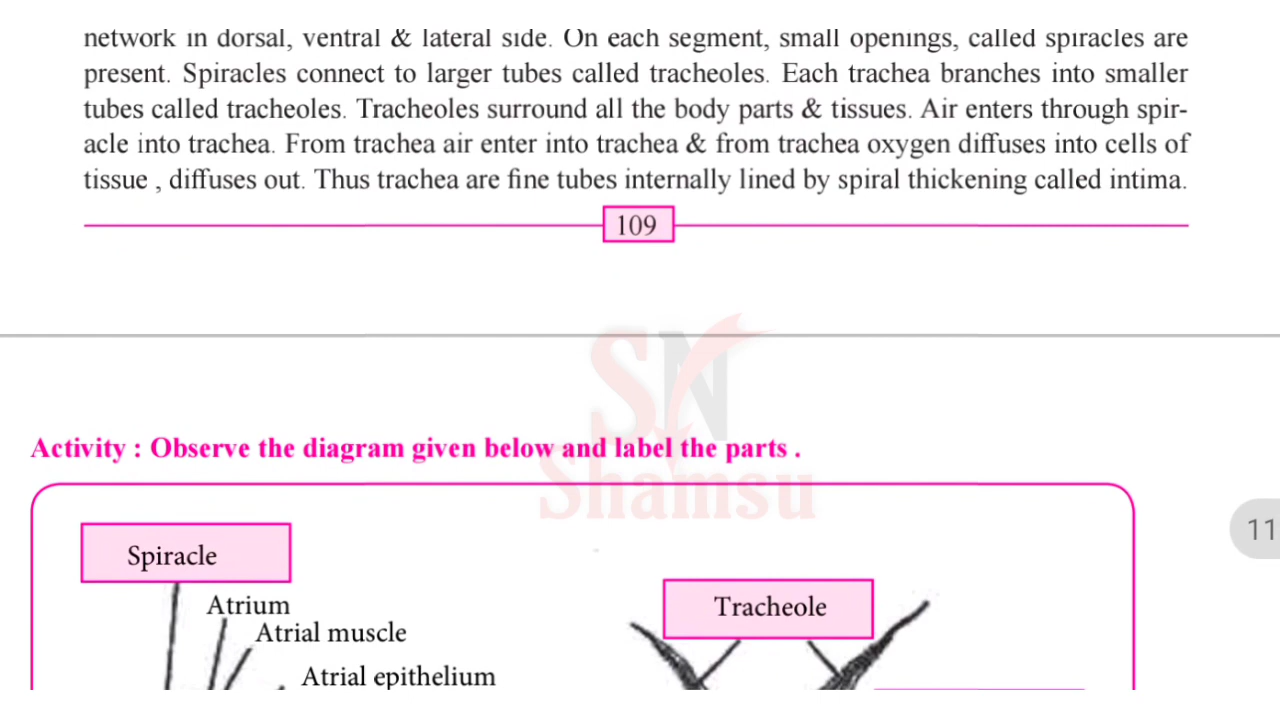 network in dorsal, ventral & lateral side. On each segment, small openings, called spiracles are
present. Spiracles connect to larger tubes called tracheoles. Each trachea branches into smaller
tubes called tracheoles. Tracheoles surround all the body parts & tissues. Air enters through spir-
acle into trachea. From trachea air enter into trachea & from trachea oxygen diffuses into cells of
tissue , diffuses out. Thus trachea are fine tubes internally lined by spiral thickening called intima.
109
SN
Shamsu
Activity : Observe the diagram given below and label the parts .
11
Spiracle
Atrium
Atrial muscle
Atrial epithelium
Tracheole